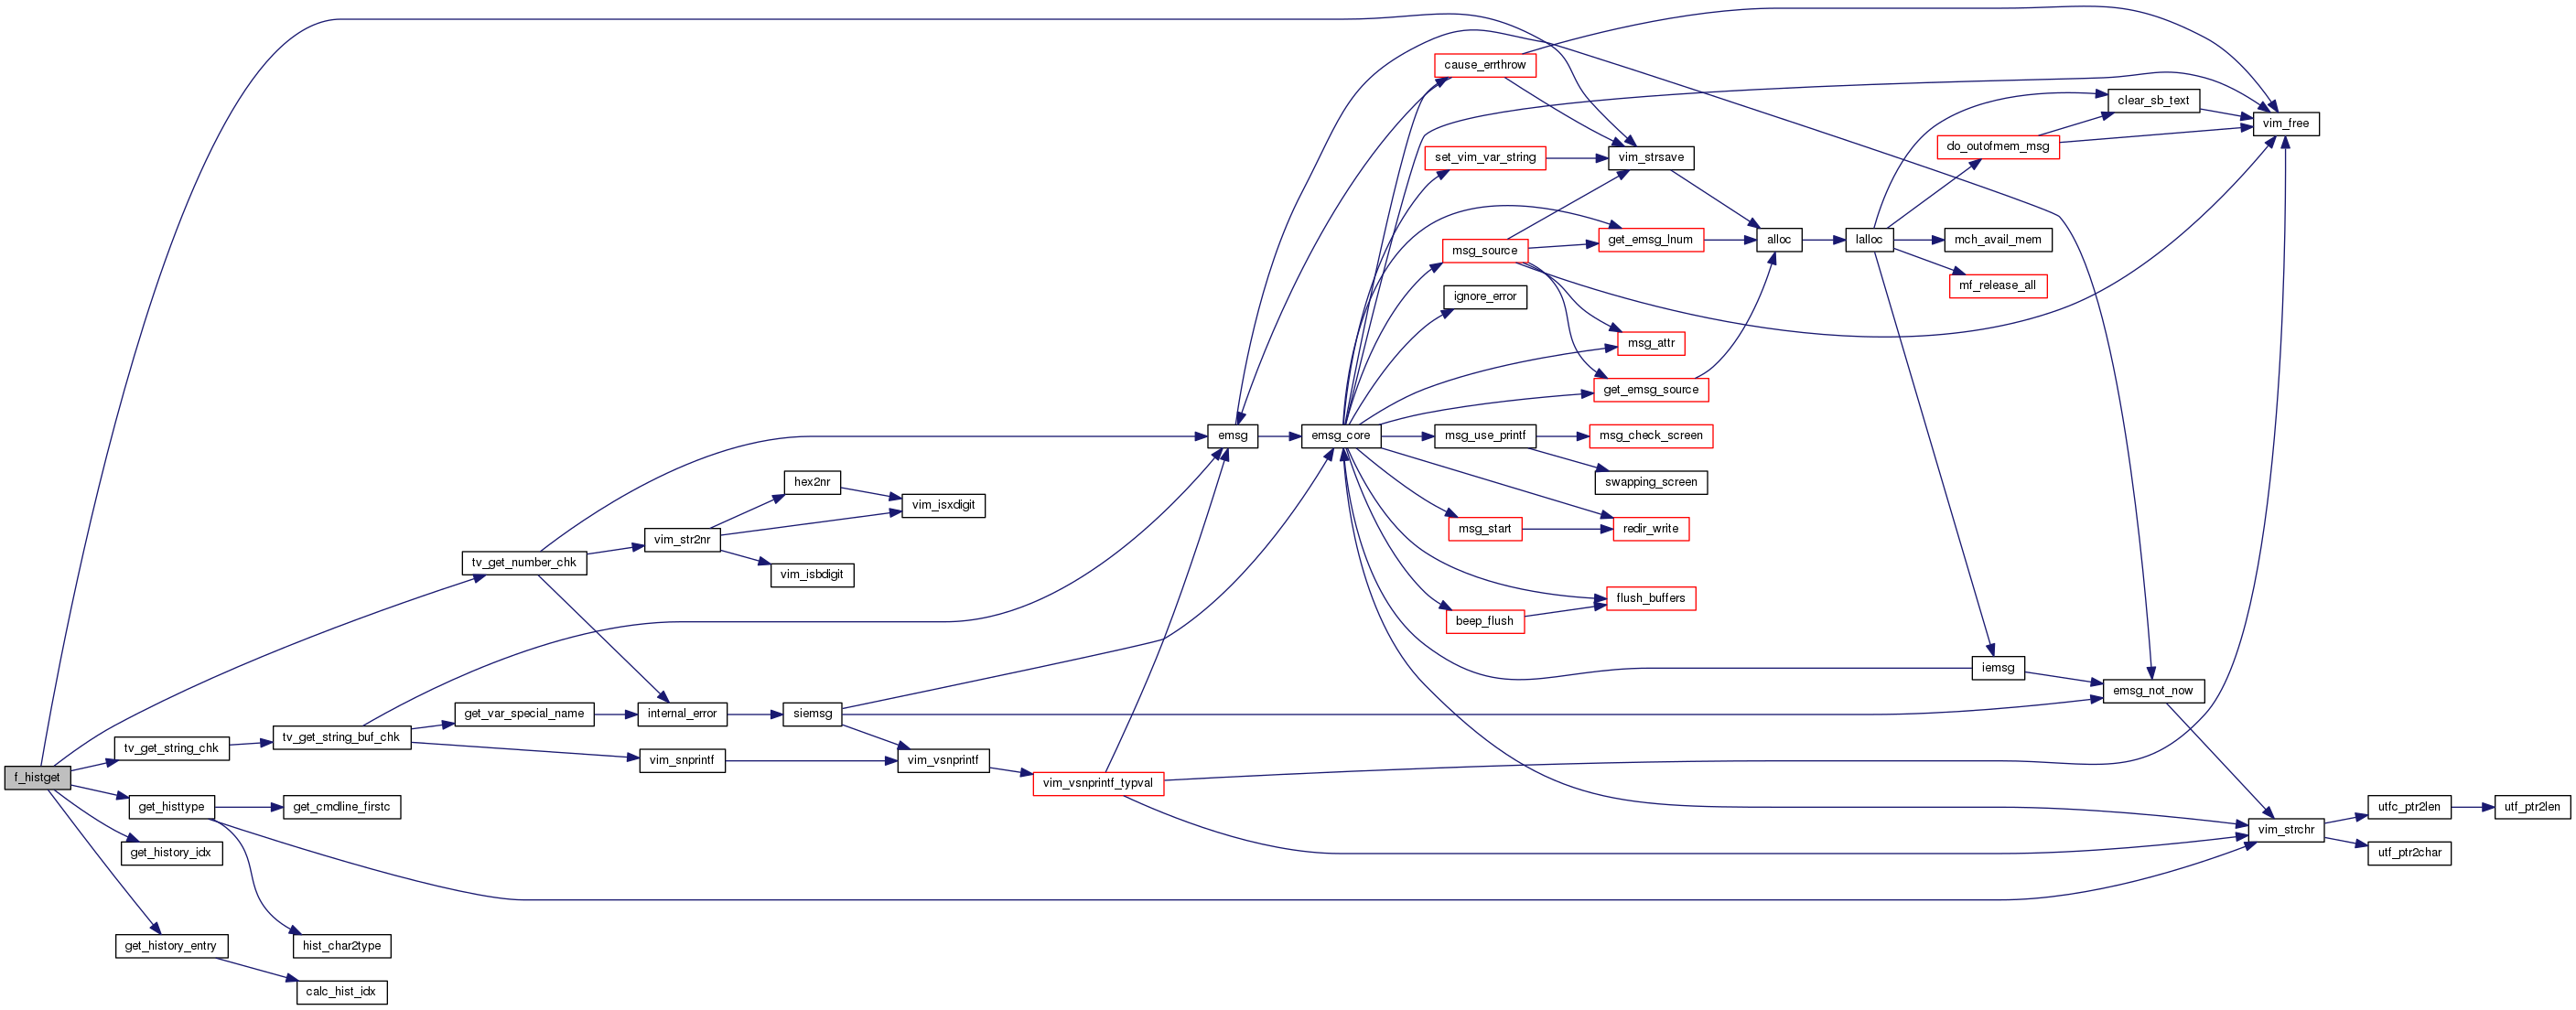 f_histget
tv_get_string_chk
get_histtype
get_history_idx
get_history_entry
tv_get_string_buf_chk
get_cmdline_firstc
hist_char2type
calc_hist_idx
tv_get_number_chk
get_var_special_name
vim_str2nr
internal_error
vim_snprintf
hex2nr
vim_isbdigit
siemsg
vim_isxdigit
vim_vsnprintf
vim_vsnprintf_typval
emsg
emsg_core
cause_errthrow
set_vim_var_string
msg_source
ignore_error
msg_use_printf
msg_start
beep_flush
vim_strsave
get_emsg_lnum
msg_attr
get_emsg_source
msg_check_screen
swapping_screen
redir_write
flush_buffers
alloc
lalloc
do_outofmem_msg
mch_avail_mem
mf_release_all
iemsg
clear_sb_text
emsg_not_now
vim_free
vim_strchr
utfc_ptr2len
utf_ptr2char
utf_ptr2len